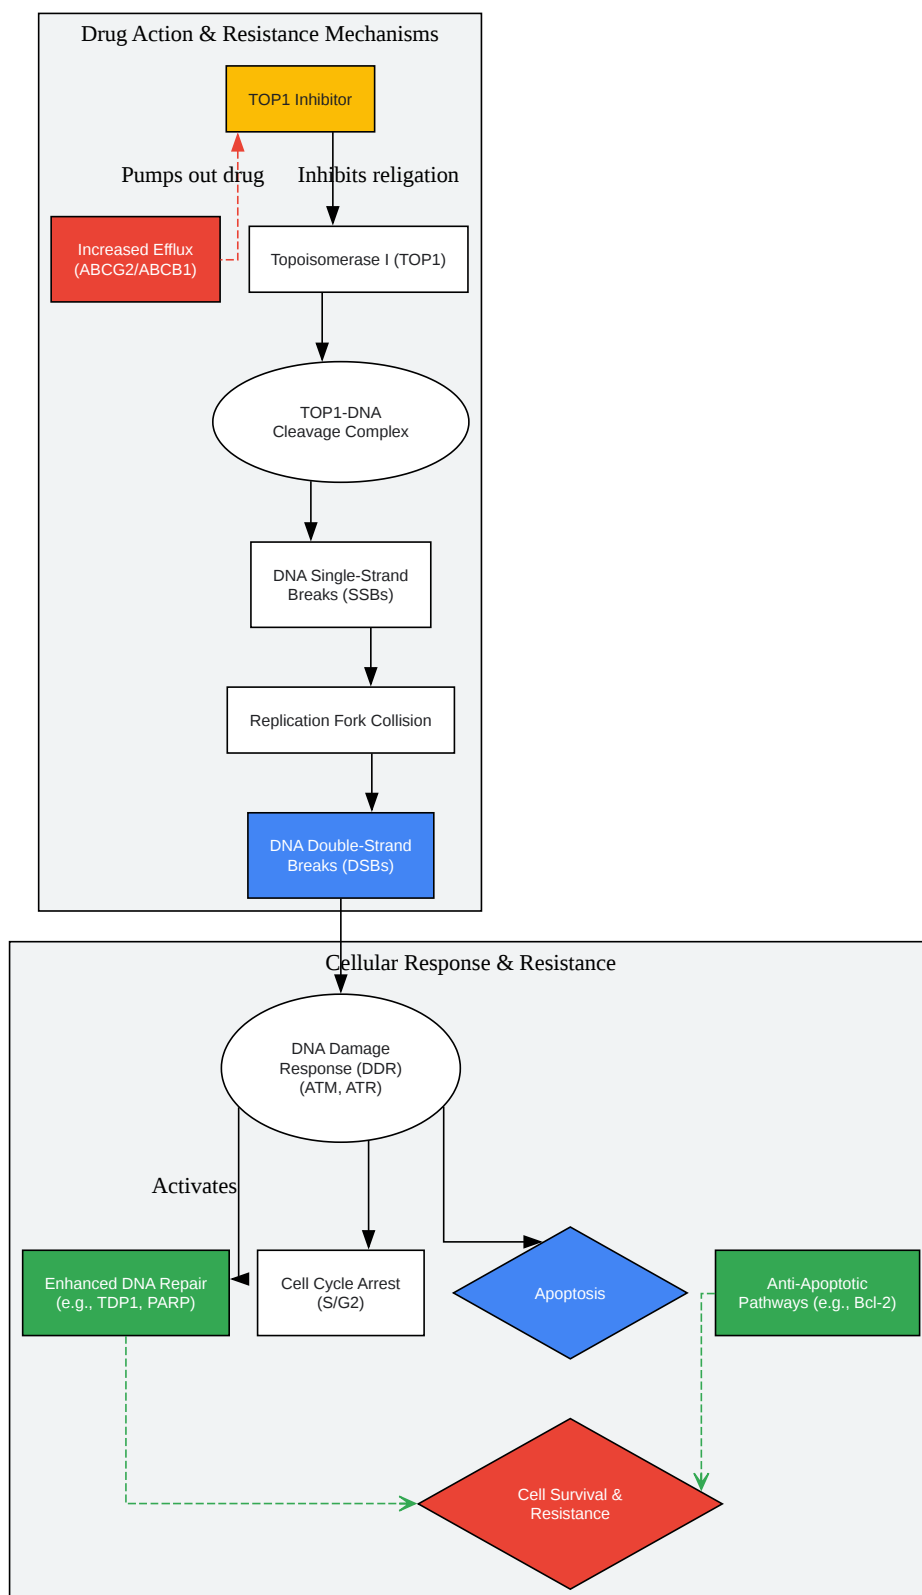 Drug Action & Resistance Mechanisms
TOP1 Inhibitor
Pumps out drug
Inhibits religation
Increased Efflux
(ABCG2/ABCB1)
Topoisomerase I (TOP1)
TOP1-DNA
Cleavage Complex
DNA Single-Strand
Breaks (SSBs)
Replication Fork Collision
DNA Double-Strand
Breaks (DSBs)
Cellular Response & Resistance
DNA Damage
Response (DDR)
(ATM, ATR)
Activates
Enhanced DNA Repair
(e.g., TDP1, PARP)
Cell Cycle Arrest
(S/G2)
Apoptosis
Anti-Apoptotic
Pathways (e.g., Bcl-2)
Cell Survival &
Resistance